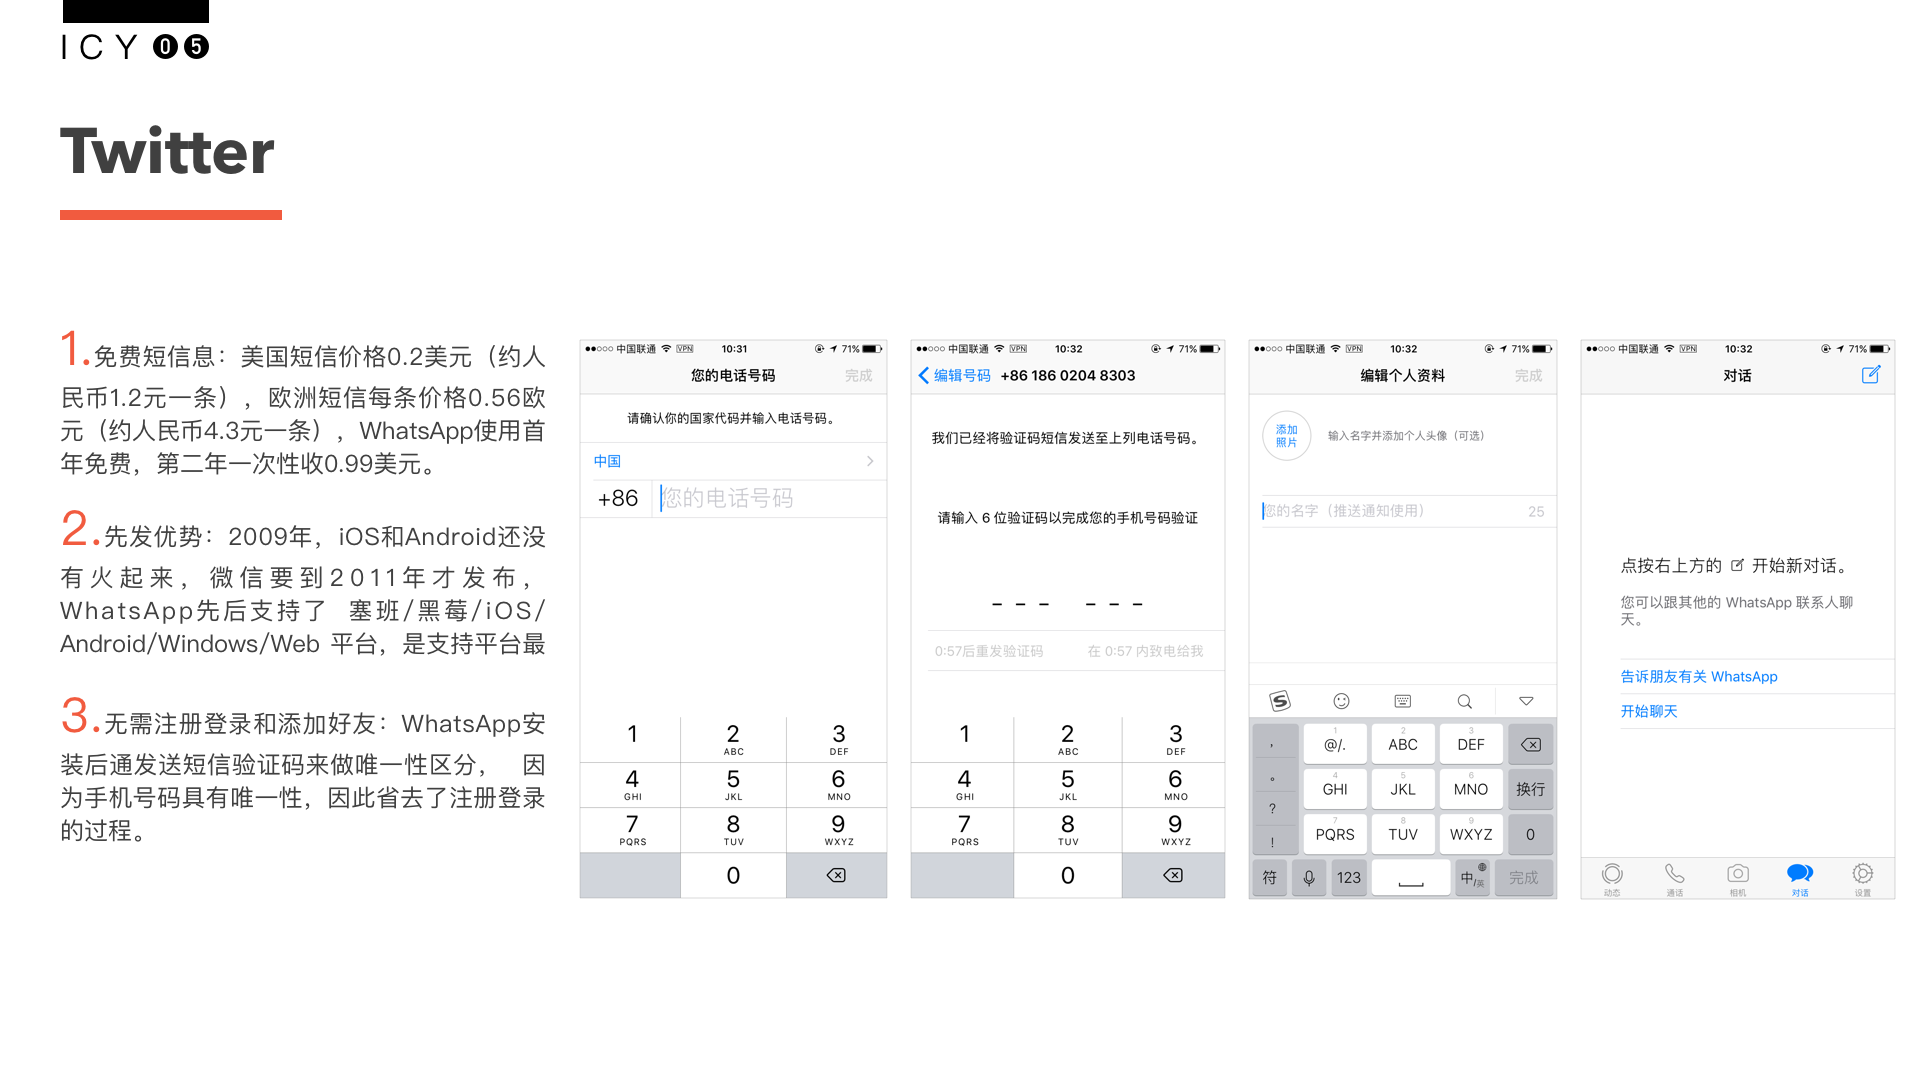 ICY 05
Twitter
1.免费短信息：美国短信价格0.2美元（约人
民币1.2元一条），欧洲短信每条价格0.56欧
元（约人民币4.3元一条），WhatsApp使用首
年免费，第二年一次性收0.99美元。
2.先发优势：2009年，iOS和Android还没
有火起来，微信要到2011年才发布，
WhatsApp先后支持了 塞班/黑莓/iOS/
Android/Windows/Web 平台，是支持平台最
3.无需注册登录和添加好友：WhatsApp安
装后通发送短信验证码来做唯一性区分， 因
为手机号码具有唯一性，因此省去了注册登录
的过程。
中国联通 VPN 10:31 71%
您的电话号码 完成
请确认你的国家代码并输入电话号码。
中国
+86 您的电话号码
1 2 3
ABC DEF
4 5 6
GHI JKL MNO
7 8 9
PQRS TUV WXYZ
0
中国联通 VPN 10:32 71%
编辑号码 +86 186 0204 8303
我们已经将验证码短信发送至上列电话号码。
请输入 6 位验证码以完成您的手机号码验证
– – – – – –
0:57后重发验证码 在 0:57 内致电给我
1 2 3
ABC DEF
4 5 6
GHI JKL MNO
7 8 9
PQRS TUV WXYZ
0
中国联通 VPN 10:32 71%
编辑个人资料 完成
添加
照片
输入名字并添加个人头像（可选）
您的名字（推送通知使用） 25
S
1 2 3
， @/. ABC DEF
4 5 6
。 GHI JKL MNO 换行
?
7 8 9
PQRS TUV WXYZ 0
!
符 123 中/英 完成
中国联通 VPN 10:32 71%
对话
点按右上方的 开始新对话。
您可以跟其他的 WhatsApp 联系人聊
天。
告诉朋友有关 WhatsApp
开始聊天
动态 通话 相机 对话 设置